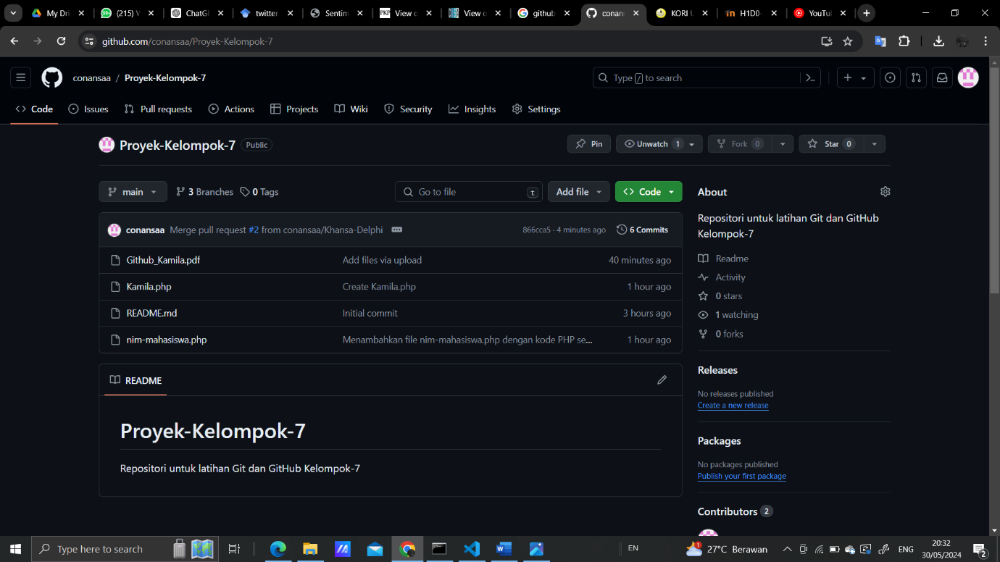 My Dri
(215) V
ChatGI
twitter
Sentim
View o
View o
github
conans
KORI U
H1D0-
YouTu
github.com/conansaa/Proyek-Kelompok-7
conansaa / Proyek-Kelompok-7
Type / to search
Code
Issues
Pull requests
Actions
Projects
Wiki
Security
Insights
Settings
Proyek-Kelompok-7 Public
Pin
Unwatch 1
Fork 0
Star 0
main
3 Branches
0 Tags
Go to file t
Add file
Code
conansaa Merge pull request #2 from conansaa/Khansa-Delphi 866cca5 · 4 minutes ago 6 Commits
Github_Kamila.pdf Add files via upload 40 minutes ago
Kamila.php Create Kamila.php 1 hour ago
README.md Initial commit 3 hours ago
nim-mahasiswa.php Menambahkan file nim-mahasiswa.php dengan kode PHP se... 1 hour ago
README
Proyek-Kelompok-7
Repositori untuk latihan Git dan GitHub Kelompok-7
About
Repositori untuk latihan Git dan GitHub
Kelompok-7
Readme
Activity
0 stars
1 watching
0 forks
Releases
No releases published
Create a new release
Packages
No packages published
Publish your first package
Contributors 2
Type here to search
EN
27°C Berawan
ENG
20:32
30/05/2024
2